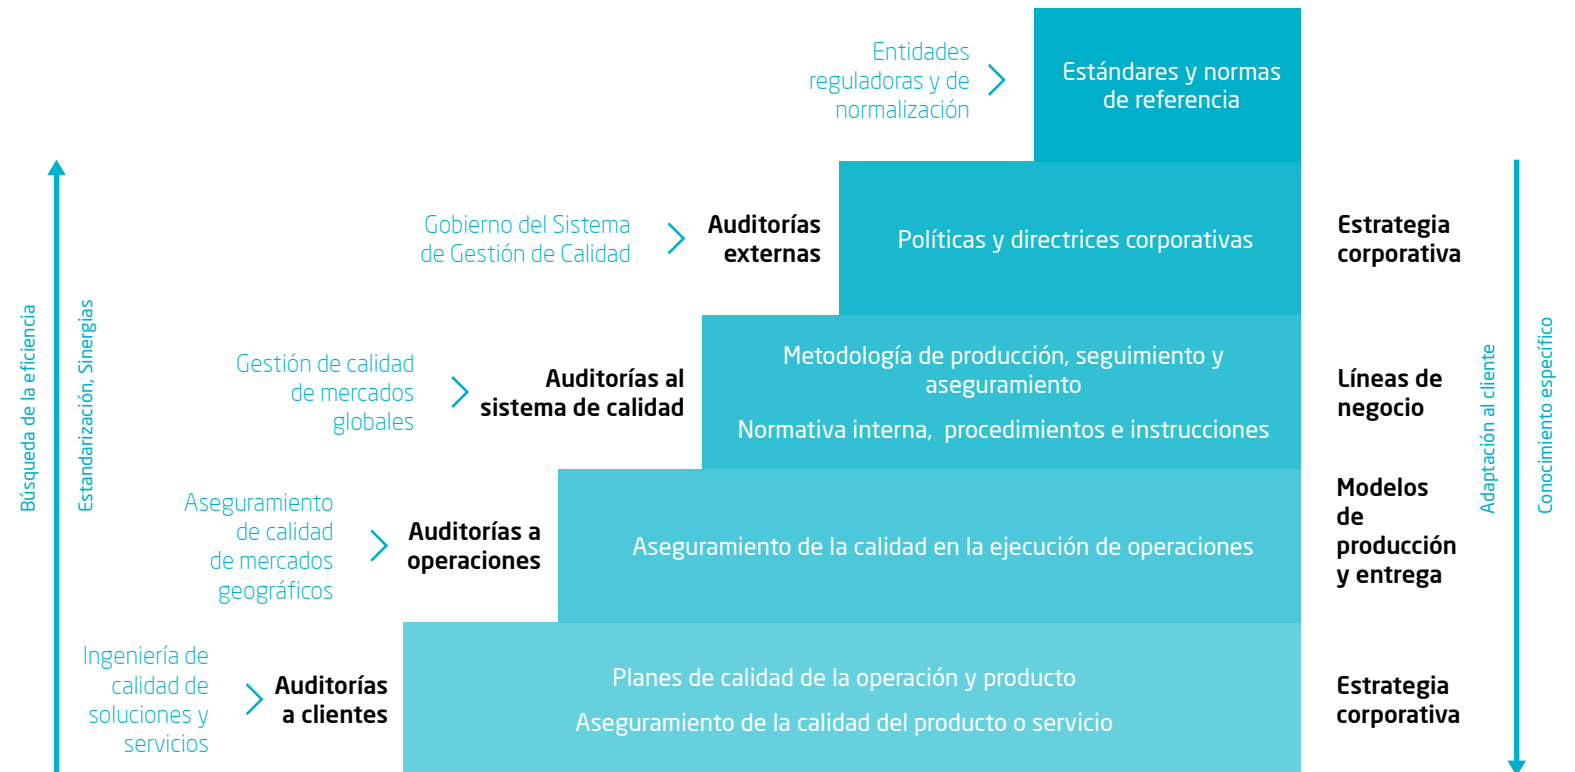 Entidades
reguladoras y de
normalización
Estándares y normas
de referencia
Gobierno del Sistema
de Gestión de Calidad
Auditorías
externas
Políticas y directrices corporativas
Estrategia
corporativa
Gestión de calidad
de mercados
globales
Auditorías al
sistema de calidad
Metodología de producción, seguimiento y
aseguramiento
Normativa interna, procedimientos e instrucciones
Líneas de
negocio
Aseguramiento
de calidad
de mercados
geográficos
Auditorías a
operaciones
Aseguramiento de la calidad en la ejecución de operaciones
Modelos
de
producción
y entrega
Ingeniería de
calidad de
soluciones y
servicios
Auditorías
a clientes
Planes de calidad de la operación y producto
Aseguramiento de la calidad del producto o servicio
Estrategia
corporativa
Búsqueda de la eficiencia
Estandarización, Sinergias
Adaptación al cliente
Conocimiento específico